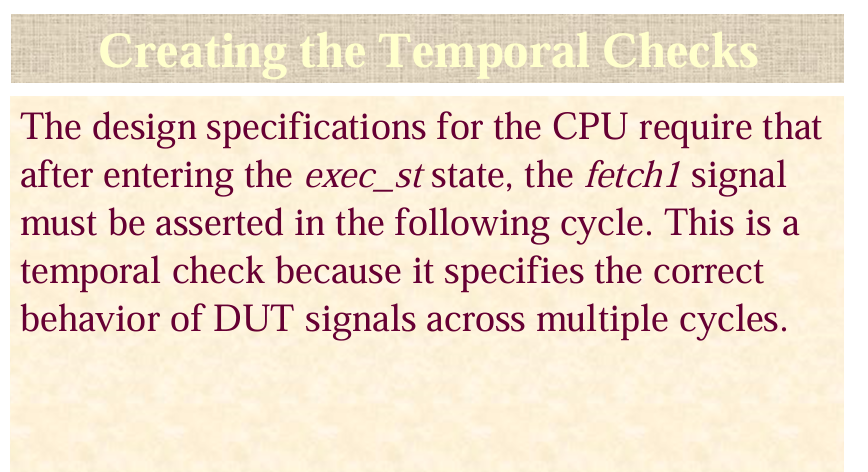 Creating the Temporal Checks
The design specifications for the CPU require that
after entering the exec_st state, the fetch1 signal
must be asserted in the following cycle. This is a
temporal check because it specifies the correct
behavior of DUT signals across multiple cycles.